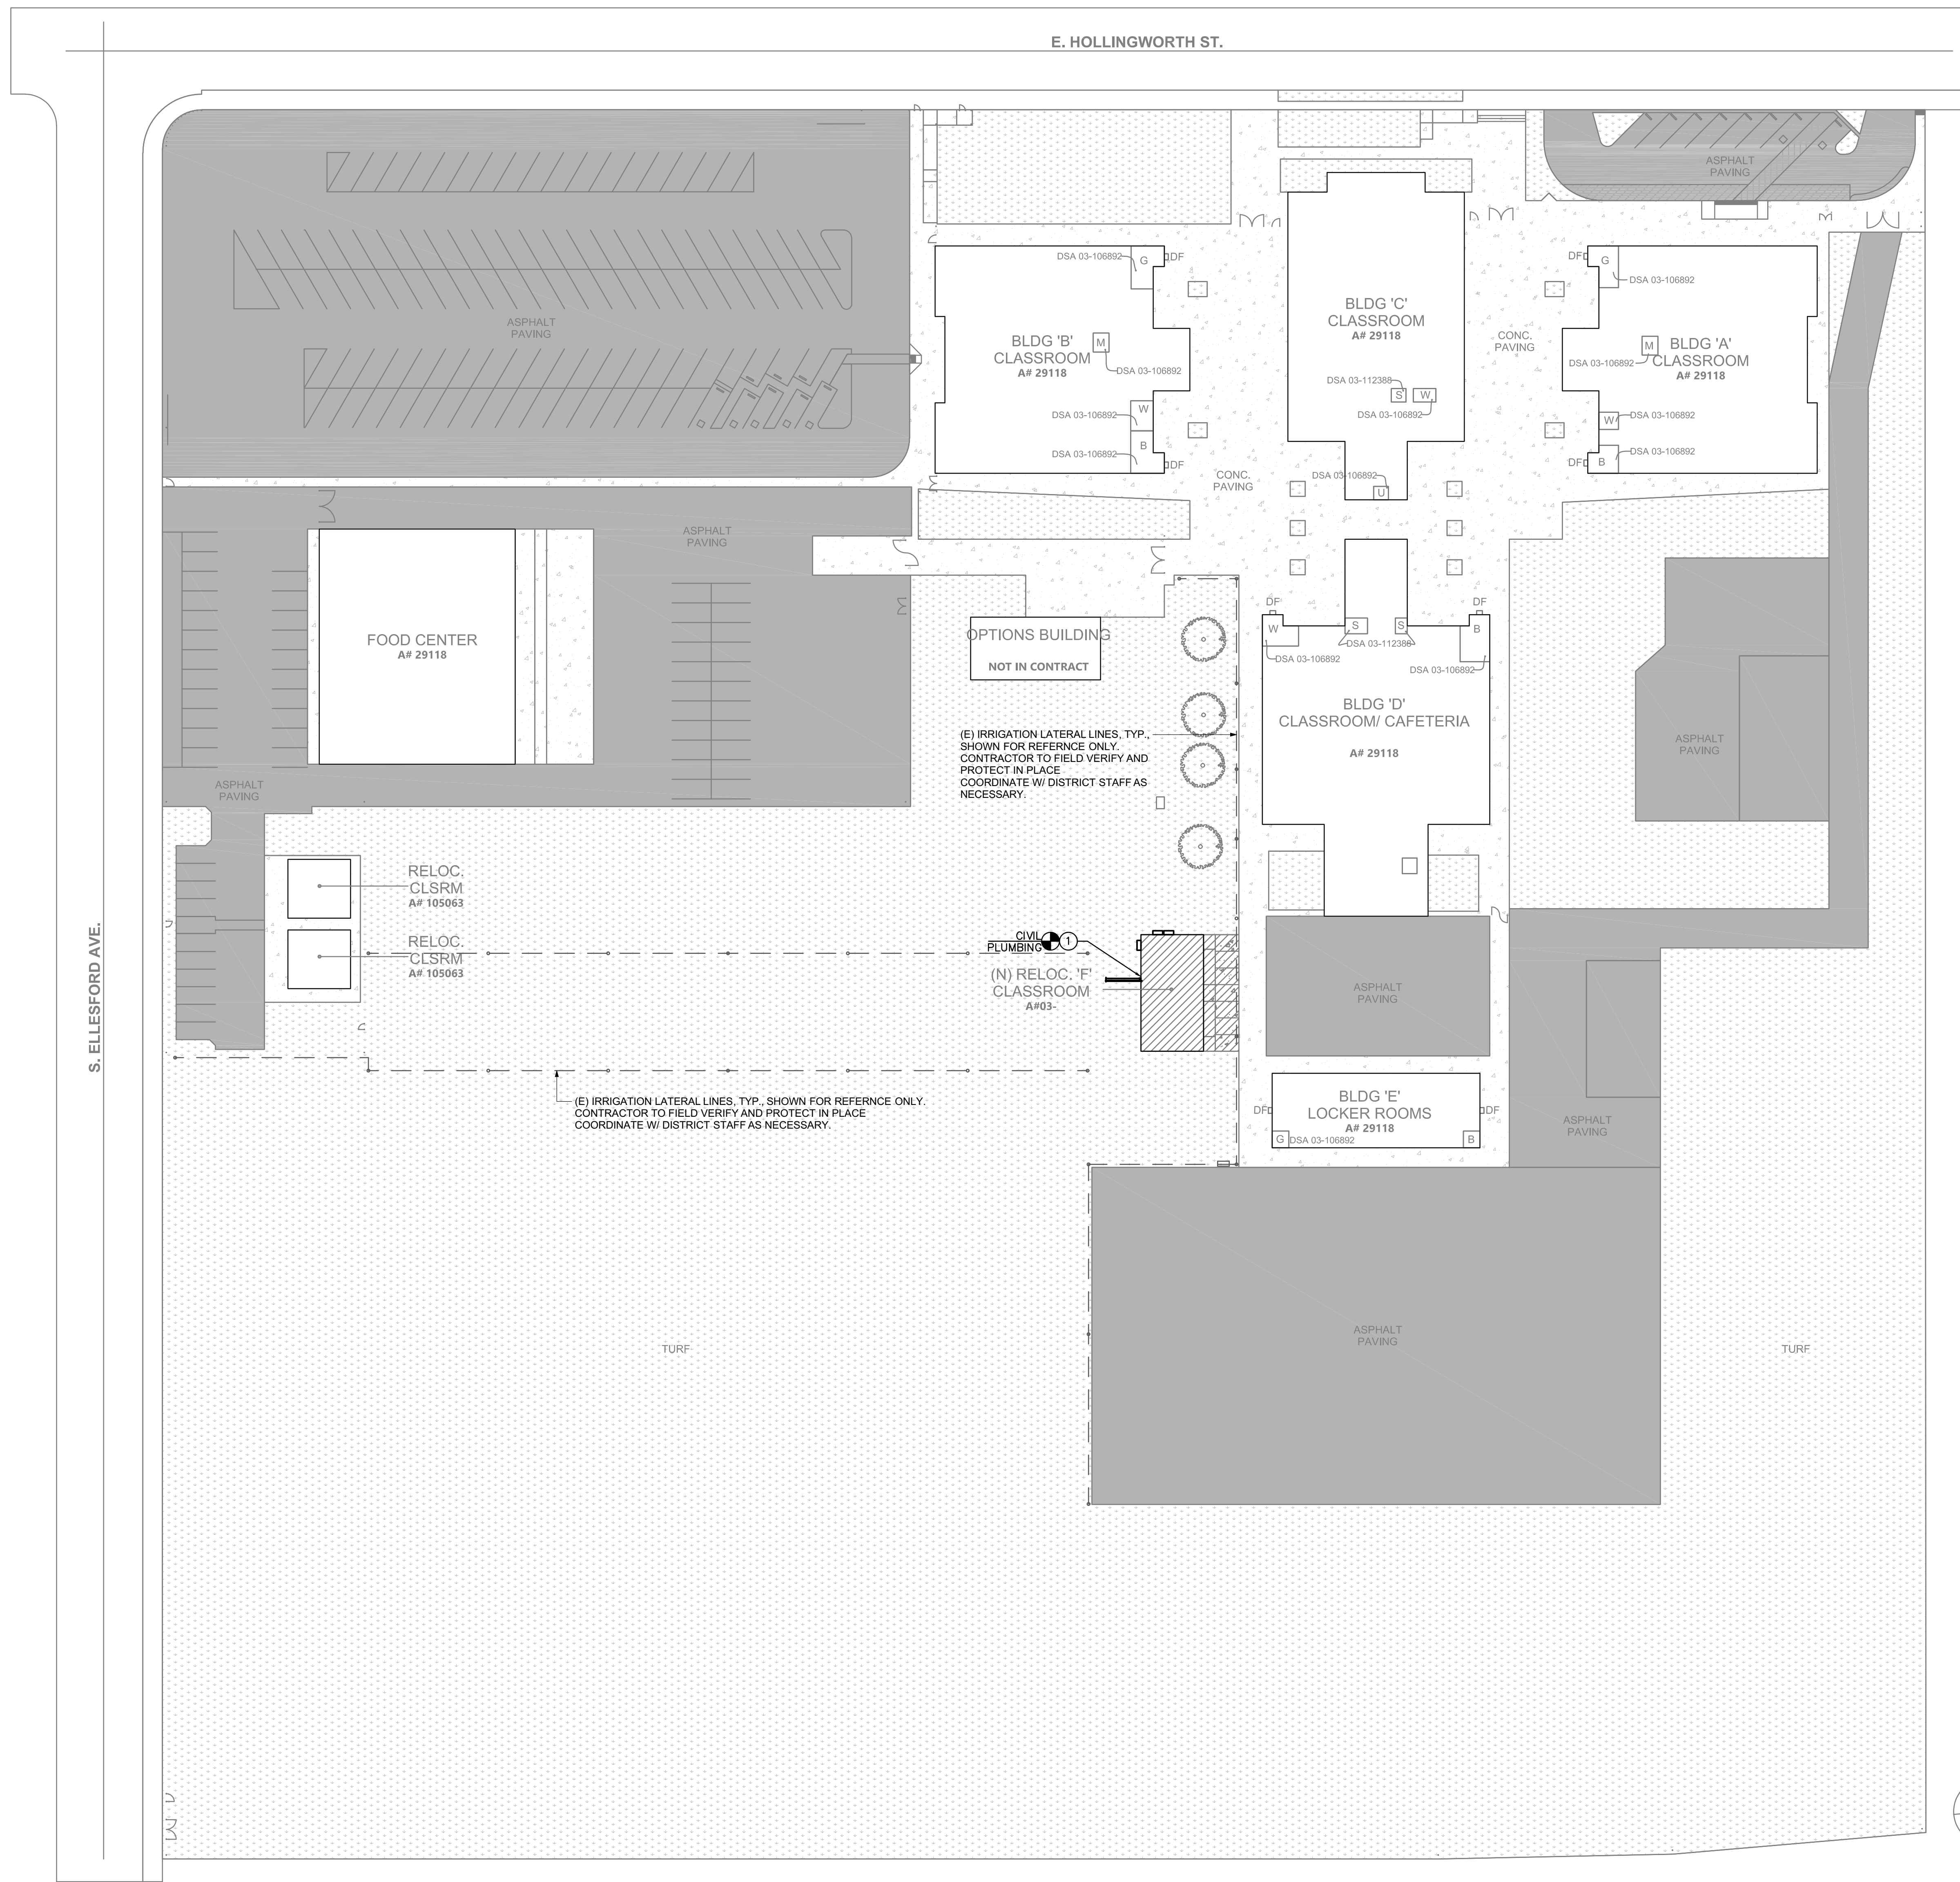 E. HOLLINGWORTH ST.
ASPHALT
PAVING
DSA 03-106892
G
DF
BLDG 'B'
CLASSROOM
A# 29118
M
DSA 03-106892
DSA 03-106892
W
DSA 03-106892
B
DF
ASPHALT
PAVING
BLDG 'C'
CLASSROOM
A# 29118
DSA 03-112388
S
W
DSA 03-106892
DSA 03-106892
U
CONC.
PAVING
CONC.
PAVING
DF
G
DSA 03-106892
M
BLDG 'A'
CLASSROOM
A# 29118
DSA 03-106892
W
DSA 03-106892
DF
B
DSA 03-106892
ASPHALT
PAVING
FOOD CENTER
A# 29118
OPTIONS BUILDING
NOT IN CONTRACT
DF
W
S
S
DF
B
DSA 03-112388
DSA 03-106892
DSA 03-106892
BLDG 'D'
CLASSROOM/ CAFETERIA
A# 29118
ASPHALT
PAVING
(E) IRRIGATION LATERAL LINES, TYP.,
SHOWN FOR REFERNCE ONLY.
CONTRACTOR TO FIELD VERIFY AND
PROTECT IN PLACE
COORDINATE W/ DISTRICT STAFF AS
NECESSARY.
ASPHALT
PAVING
RELOC.
CLSRM
A# 105063
RELOC.
CLSRM
A# 105063
S. ELLESFORD AVE.
CIVIL
PLUMBING
1
(N) RELOC. 'F'
CLASSROOM
A#03-
ASPHALT
PAVING
(E) IRRIGATION LATERAL LINES, TYP., SHOWN FOR REFERNCE ONLY.
CONTRACTOR TO FIELD VERIFY AND PROTECT IN PLACE
COORDINATE W/ DISTRICT STAFF AS NECESSARY.
BLDG 'E'
LOCKER ROOMS
A# 29118
DF
DF
G
DSA 03-106892
B
ASPHALT
PAVING
ASPHALT
PAVING
TURF
TURF